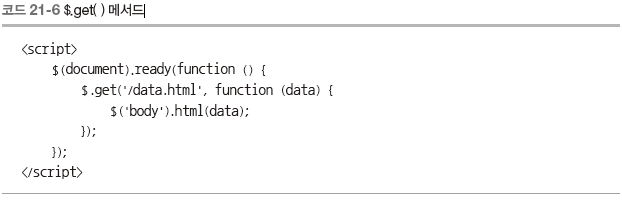 코드 21-6 $.get( ) 메서드
<script>
    $(document).ready(function () {
        $.get('/data.html', function (data) {
            $('body').html(data);
        });
    });
</script>